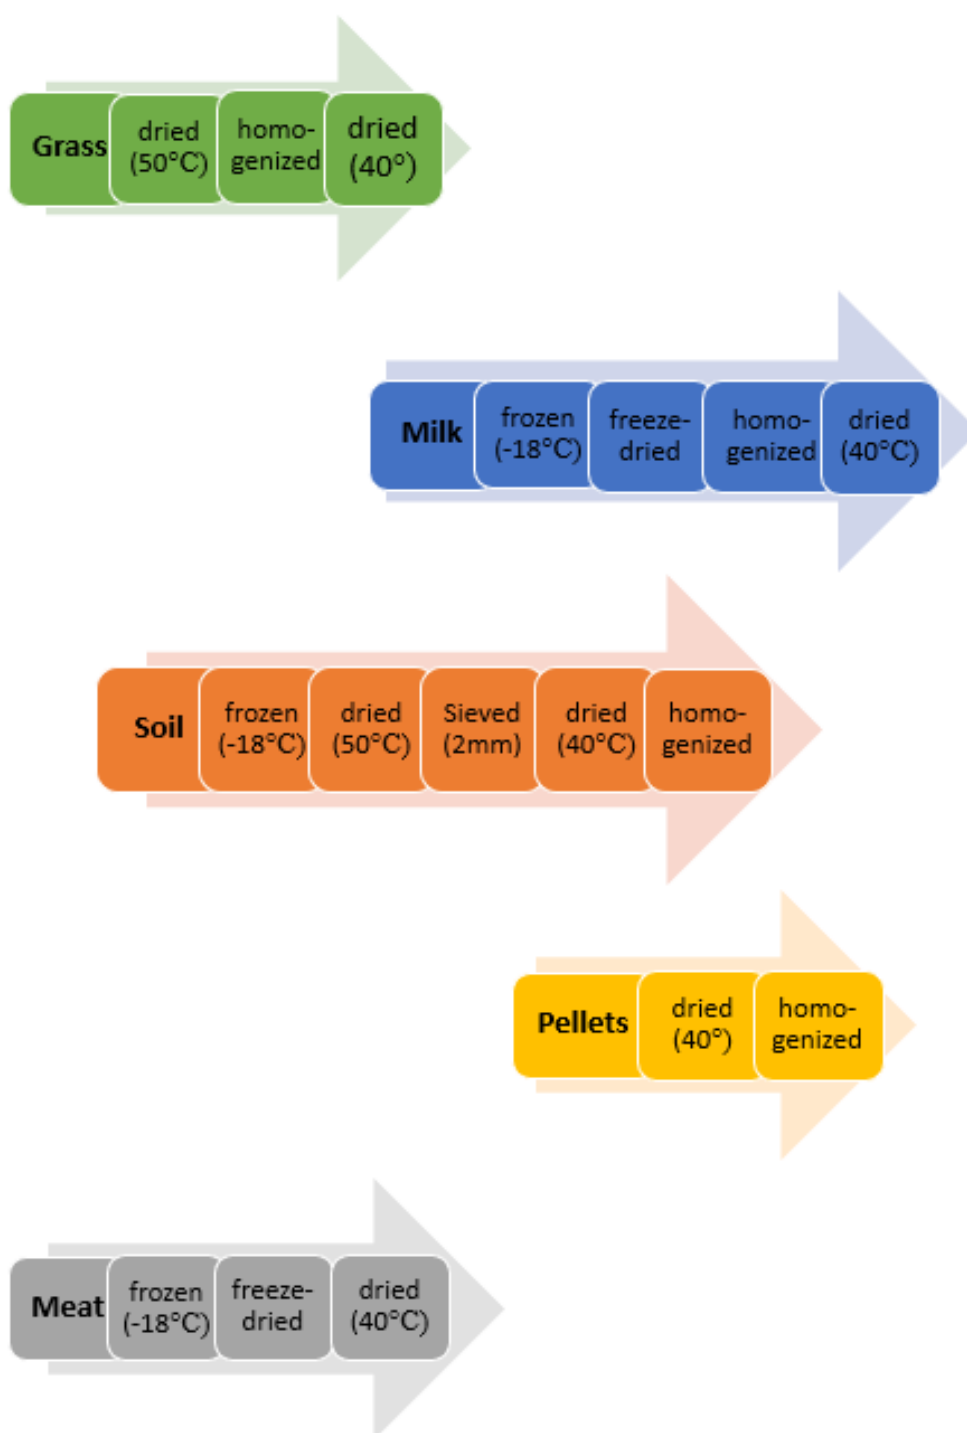 Grass
dried
(50°C)
homo-
genized
dried
(40°)
Milk
frozen
(-18°C)
freeze-
dried
homo-
genized
dried
(40°C)
Soil
frozen
(-18°C)
dried
(50°C)
Sieved
(2mm)
dried
(40°C)
homo-
genized
Pellets
dried
(40°)
homo-
genized
Meat
frozen
(-18°C)
freeze-
dried
dried
(40°C)